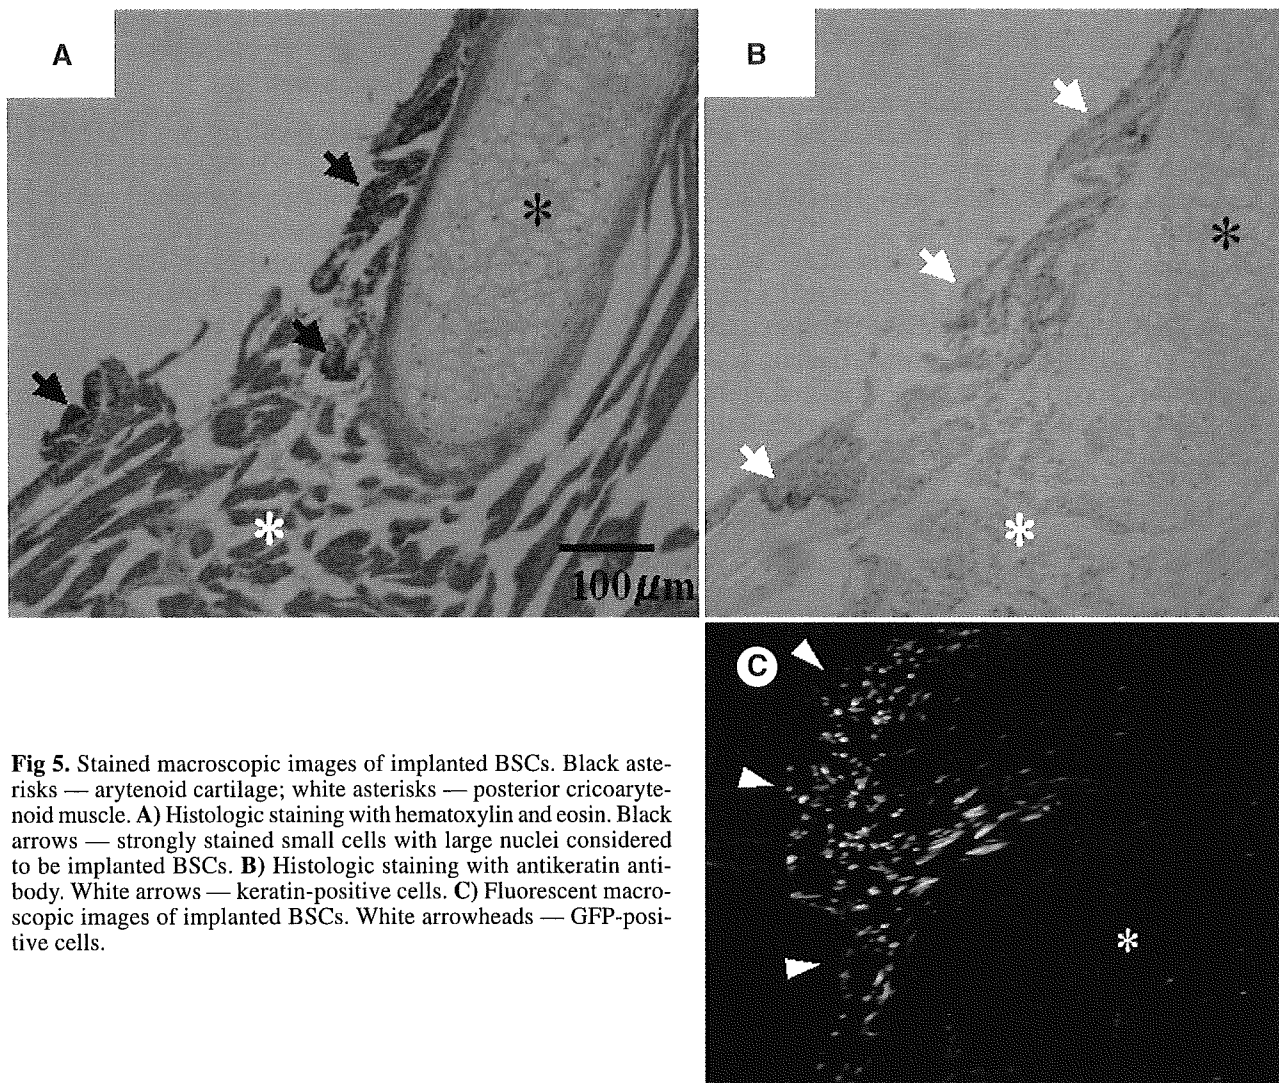 A
B
*
*
*
*
100μm
C
*
Fig 5. Stained macroscopic images of implanted BSCs. Black aste-
risks — arytenoid cartilage; white asterisks — posterior cricoaryte-
noid muscle. A) Histologic staining with hematoxylin and eosin. Black
arrows — strongly stained small cells with large nuclei considered
to be implanted BSCs. B) Histologic staining with antikeratin anti-
body. White arrows — keratin-positive cells. C) Fluorescent macro-
scopic images of implanted BSCs. White arrowheads — GFP-posi-
tive cells.